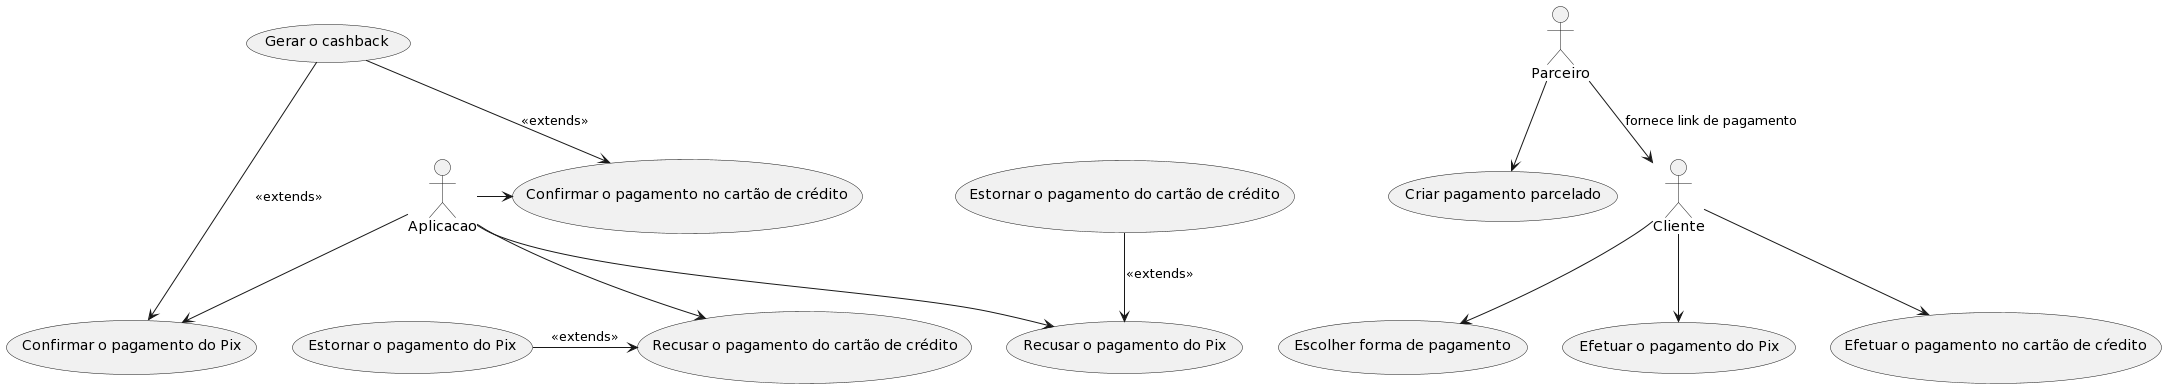 Gerar o cashback
Parceiro
«extends»
fornece link de pagamento
«extends»
Aplicacao
Confirmar o pagamento no cartão de crédito
Estornar o pagamento do cartão de crédito
Criar pagamento parcelado
Cliente
«extends»
Confirmar o pagamento do Pix
Estornar o pagamento do Pix
«extends»
Recusar o pagamento do cartão de crédito
Recusar o pagamento do Pix
Escolher forma de pagamento
Efetuar o pagamento do Pix
Efetuar o pagamento no cartão de cŕedito